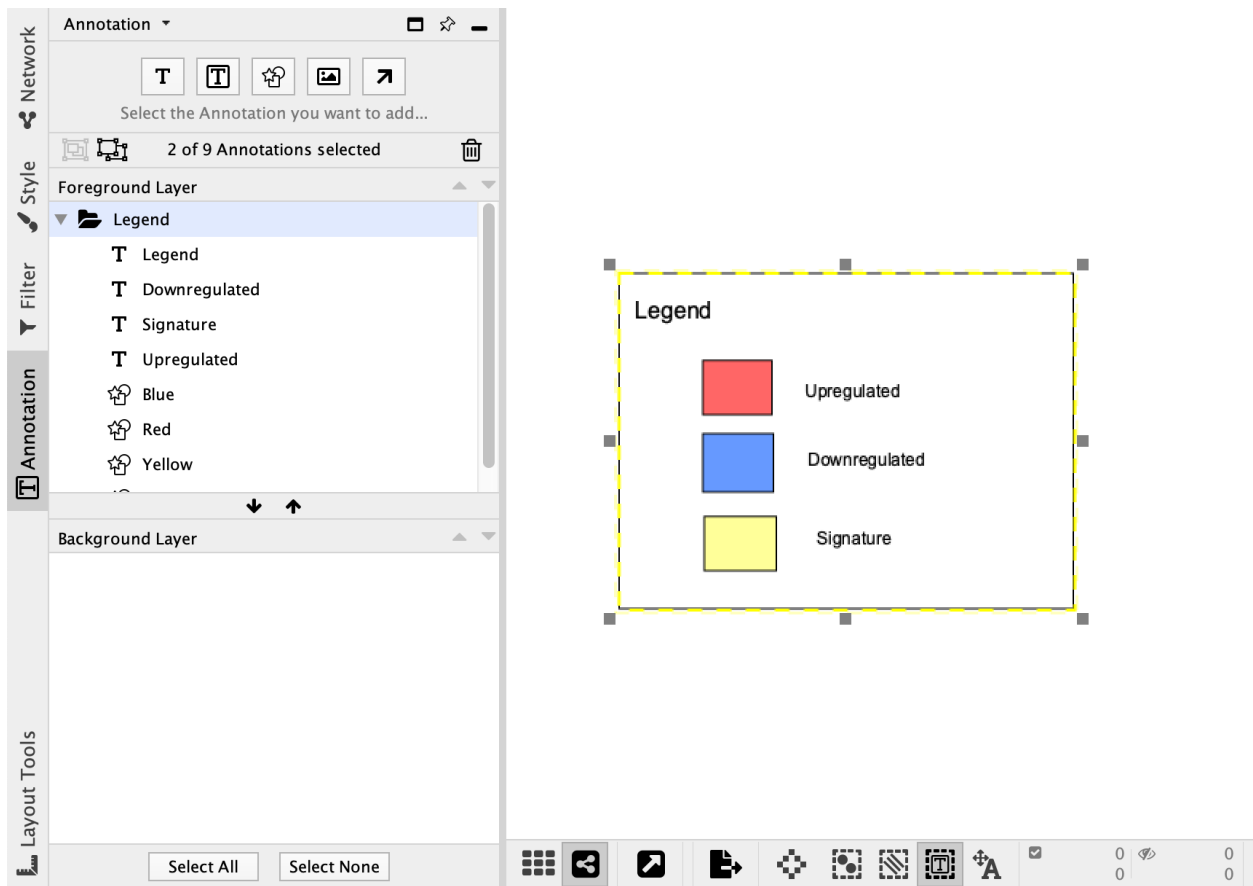 Network
Style
Filter
Annotation
Layout Tools
Annotation
Select the Annotation you want to add...
2 of 9 Annotations selected
Foreground Layer
Legend
Legend
Downregulated
Signature
Upregulated
Blue
Red
Yellow
Background Layer
Select All
Select None
Legend
Upregulated
Downregulated
Signature
0 0
0 0